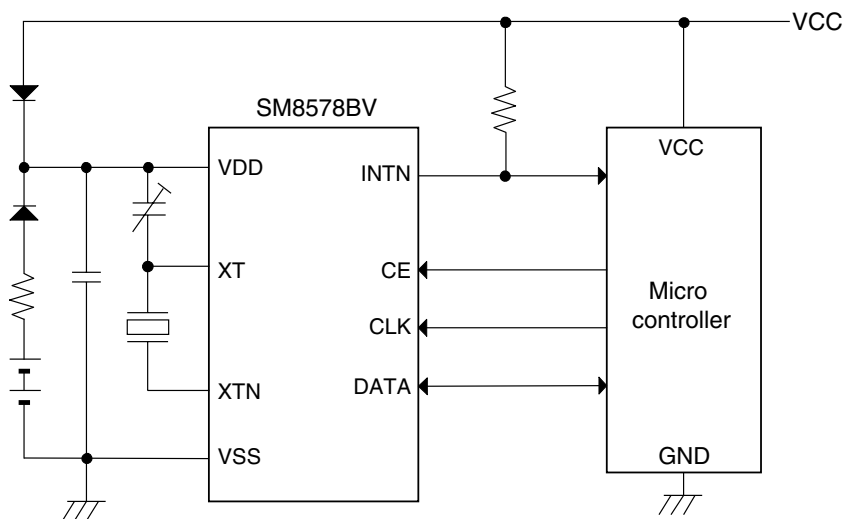 VCC
SM8578BV
VDD
INTN
VCC
XT
CE
Micro
controller
CLK
XTN
DATA
VSS
GND